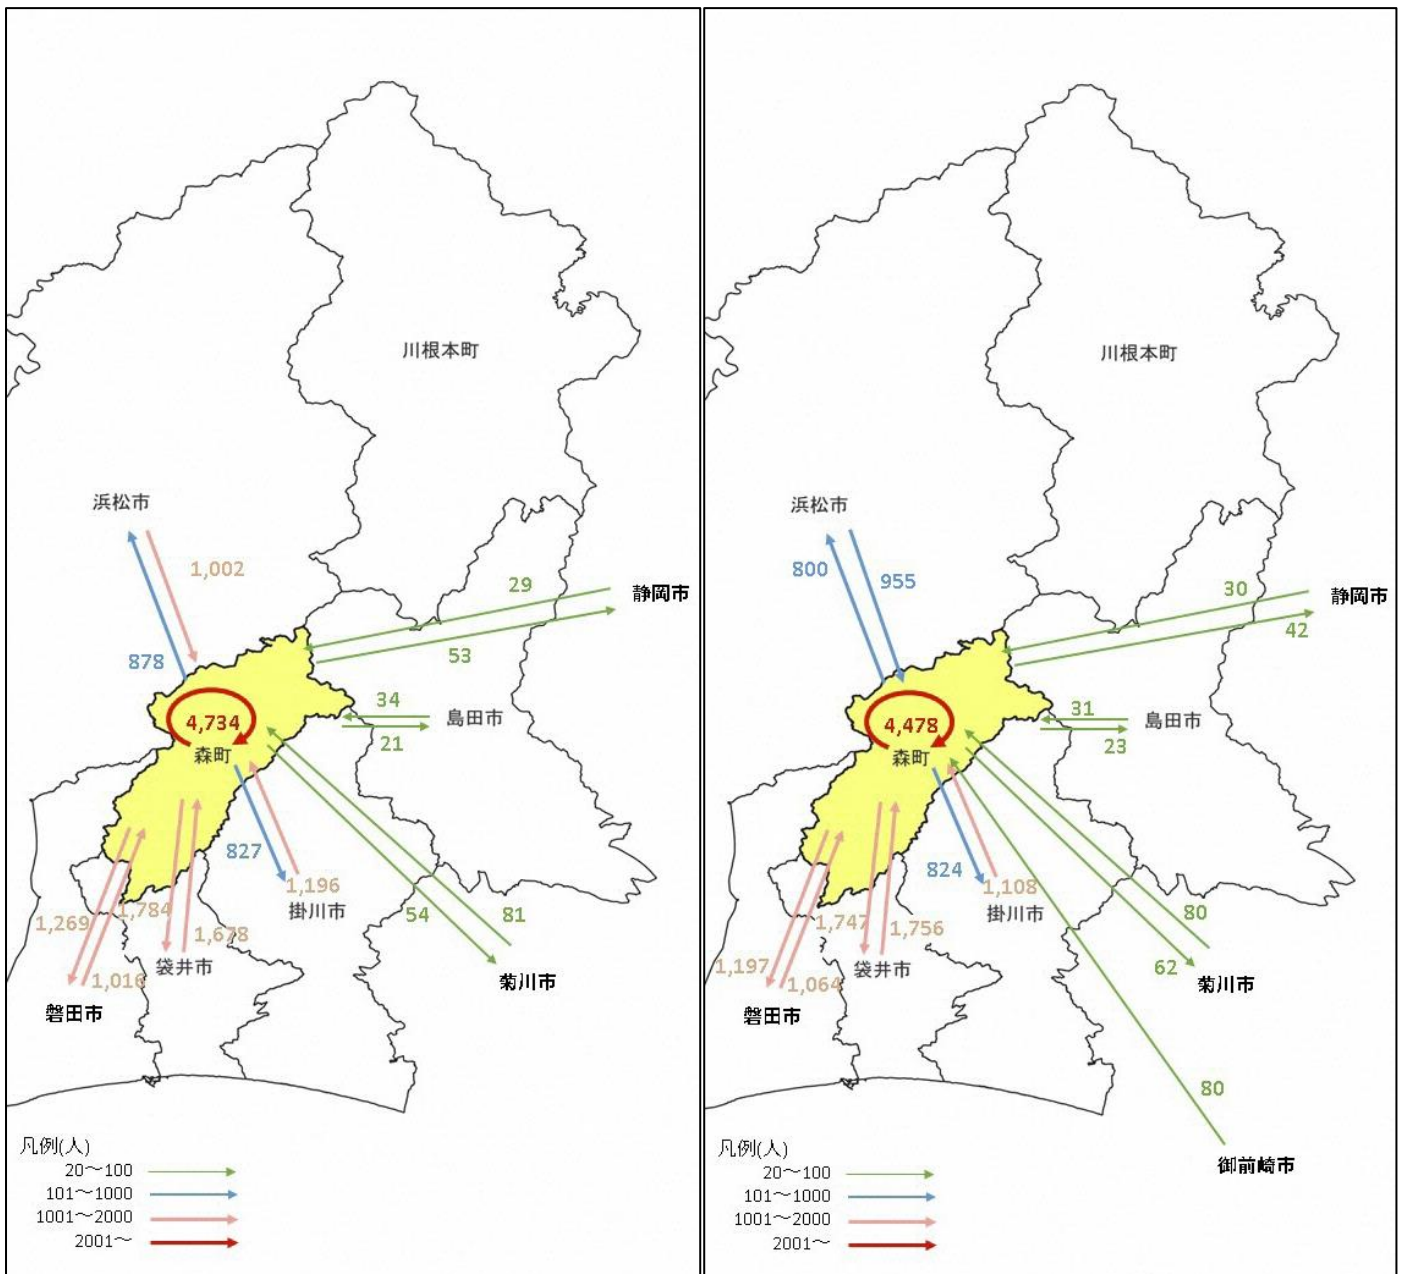 川根本町
浜松市
1,002
29
静岡市
878
53
34
島田市
21
4,734
森町
827
1,196
掛川市
54
81
1,269
1,784
1,678
1,016
袋井市
菊川市
磐田市
凡例(人)
20～100
101～1000
1001～2000
2001～
川根本町
浜松市
800
955
30
静岡市
42
31
島田市
23
4,478
森町
824
1,108
掛川市
80
62
1,747
1,756
1,197
1,064
袋井市
菊川市
磐田市
80
御前崎市
凡例(人)
20～100
101～1000
1001～2000
2001～